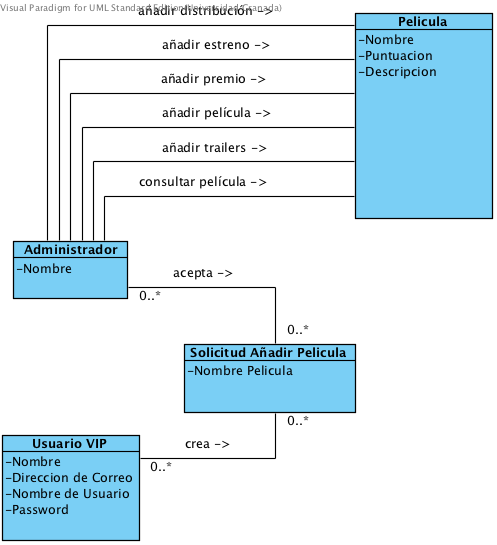 Visual Paradigm for UML Standard Edition(Universidad Granada)
añadir distribución ->
Pelicula
-Nombre
-Puntuacion
-Descripcion
añadir estreno ->
añadir premio ->
añadir película ->
añadir trailers ->
consultar película ->
Administrador
-Nombre
acepta ->
0..*
0..*
Solicitud Añadir Pelicula
-Nombre Pelicula
0..*
crea ->
0..*
Usuario VIP
-Nombre
-Direccion de Correo
-Nombre de Usuario
-Password